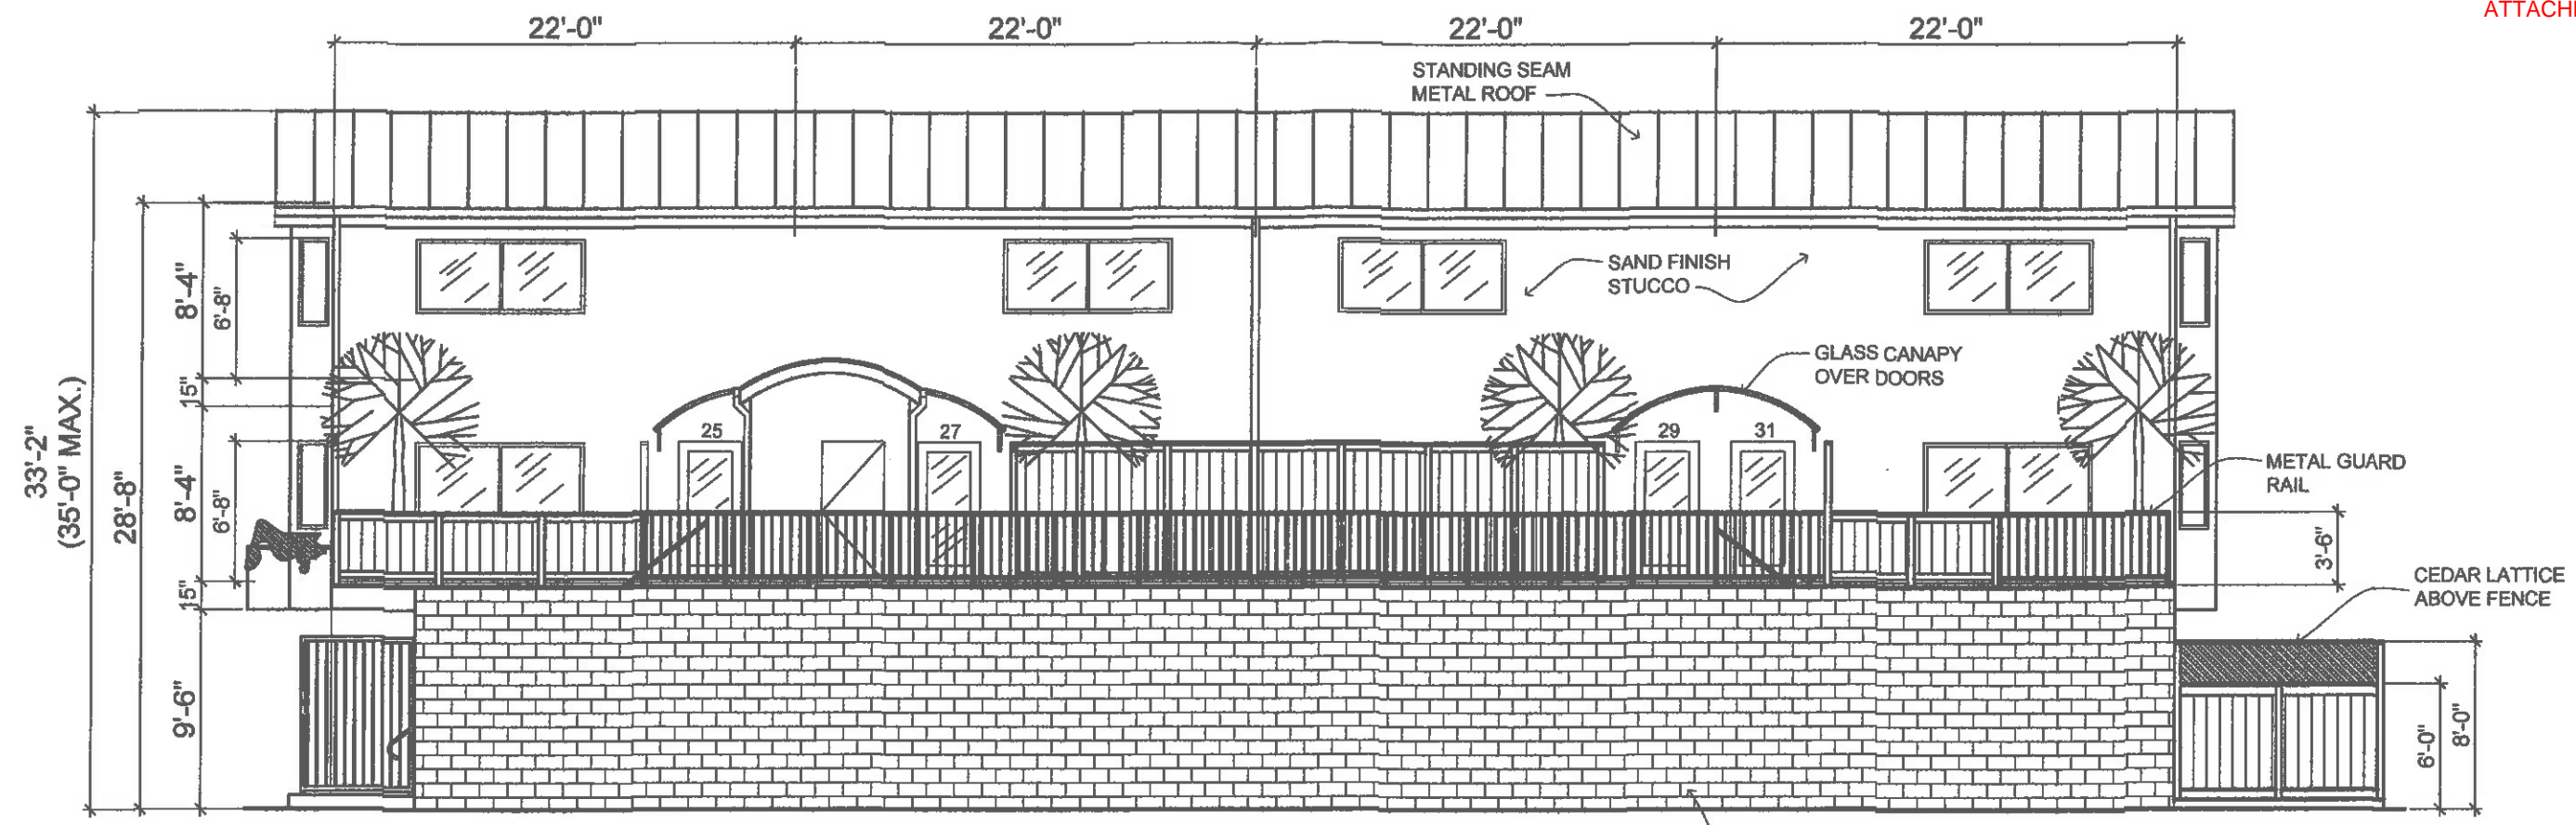 ATTACH
22'-0" 22'-0" 22'-0" 22'-0"
STANDING SEAM
METAL ROOF
SAND FINISH
STUCCO
GLASS CANOPY
OVER DOORS
25 27 29 31
METAL GUARD
RAIL
CEDAR LATTICE
ABOVE FENCE
33'-2"
(35'-0" MAX.)
28'-8"
8'-4"
6'-8"
15"
8'-4"
6'-8"
15"
9'-6"
3'-6"
6'-0"
8'-0"